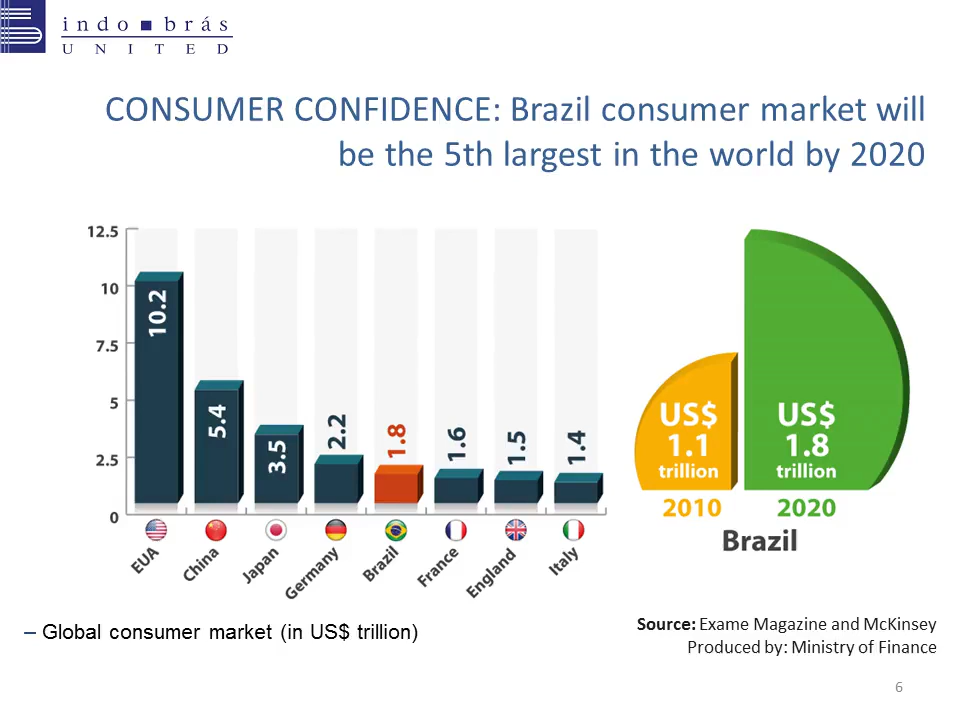 indo brás
UNITED
CONSUMER CONFIDENCE: Brazil consumer market will
be the 5th largest in the world by 2020
12.5
10
7.5
5
2.5
0
10.2
5.4
3.5
2.2
1.8
1.6
1.5
1.4
EUA
China
Japan
Germany
Brazil
France
England
Italy
US$
1.1
trillion
2010
US$
1.8
trillion
2020
Brazil
– Global consumer market (in US$ trillion)
Source: Exame Magazine and McKinsey
Produced by: Ministry of Finance
6